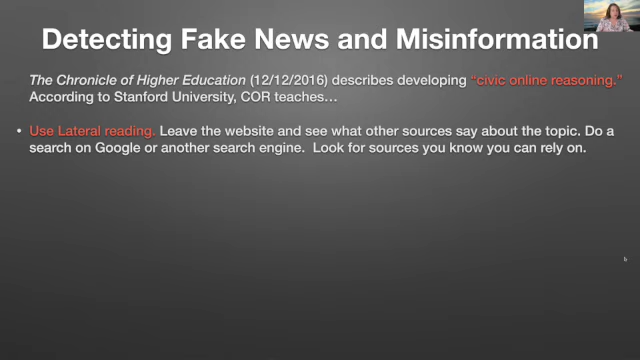 Detecting Fake News and Misinformation
The Chronicle of Higher Education (12/12/2016) describes developing “civic online reasoning.”
According to Stanford University, COR teaches…
• Use Lateral reading. Leave the website and see what other sources say about the topic. Do a
search on Google or another search engine. Look for sources you know you can rely on.